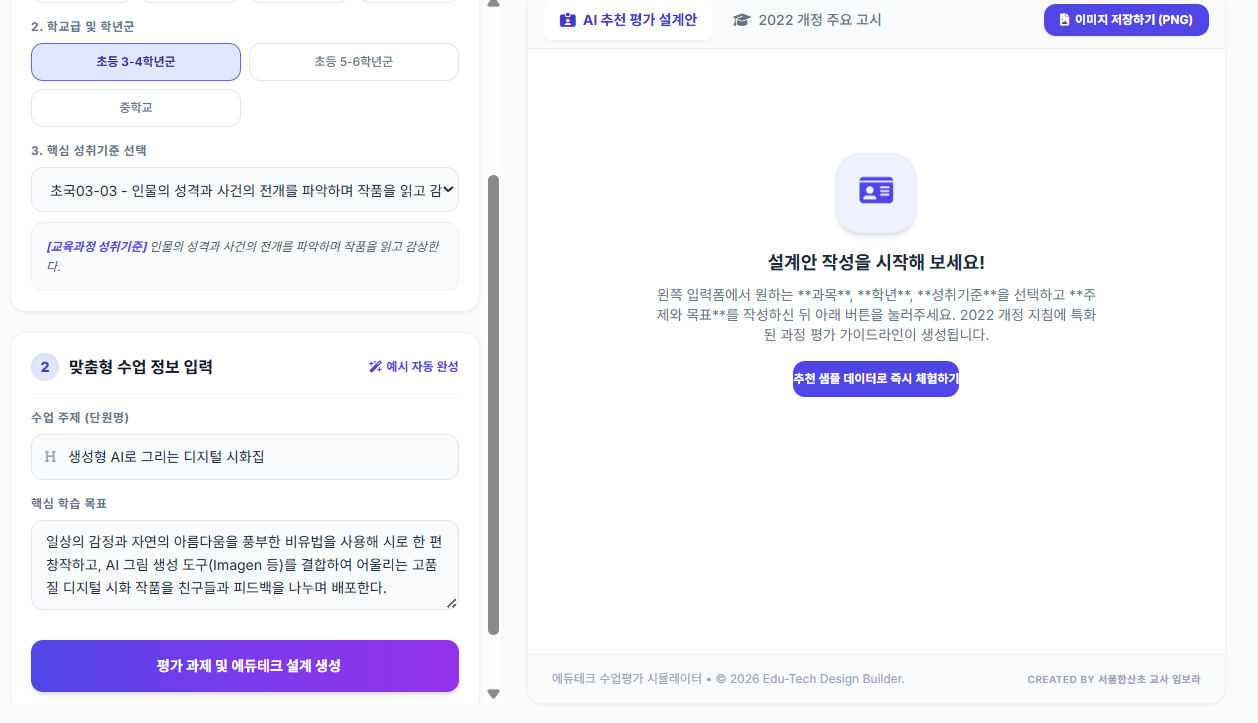 2. 학교급 및 학년군
초등 3-4학년군
초등 5-6학년군
중학교
3. 핵심 성취기준 선택
초국03-03 - 인물의 성격과 사건의 전개를 파악하며 작품을 읽고 감
[교육과정 성취기준] 인물의 성격과 사건의 전개를 파악하며 작품을 읽고 감상한
다.
2 맞춤형 수업 정보 입력
예시 자동 완성
수업 주제 (단원명)
H 생성형 AI로 그리는 디지털 시화집
핵심 학습 목표
일상의 감정과 자연의 아름다움을 풍부한 비유법을 사용해 시로 한 편
창작하고, AI 그림 생성 도구(Imagen 등)를 결합하여 어울리는 고품
질 디지털 시화 작품을 친구들과 피드백을 나누며 배포한다.
평가 과제 및 에듀테크 설계 생성
AI 추천 평가 설계안
2022 개정 주요 고시
이미지 저장하기 (PNG)
설계안 작성을 시작해 보세요!
왼쪽 입력폼에서 원하는 **과목**, **학년**, **성취기준**을 선택하고 **주
제와 목표**를 작성하신 뒤 아래 버튼을 눌러주세요. 2022 개정 지침에 특화
된 과정 평가 가이드라인이 생성됩니다.
추천 샘플 데이터로 즉시 체험하기
에듀테크 수업평가 시뮬레이터 • © 2026 Edu-Tech Design Builder.
CREATED BY 서울한산초 교사 임보라